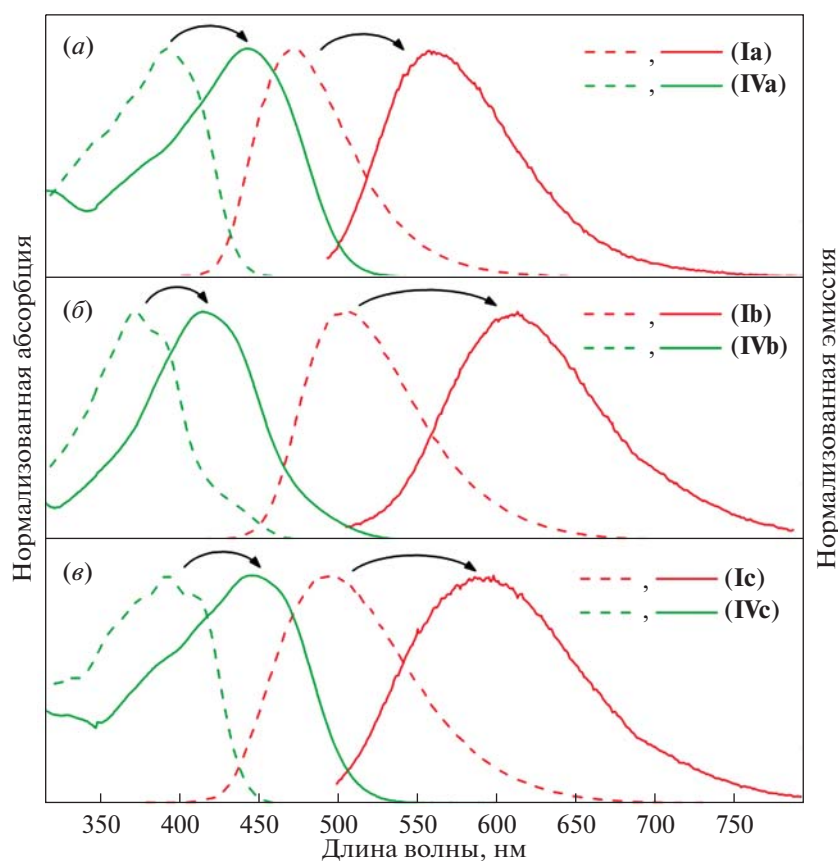 (а)
, (Ia)
, (IVa)
(б)
, (Ib)
, (IVb)
(в)
, (Ic)
, (IVc)
Нормализованная абсорбция
Нормализованная эмиссия
350 400 450 500 550 600 650 700 750
Длина волны, нм